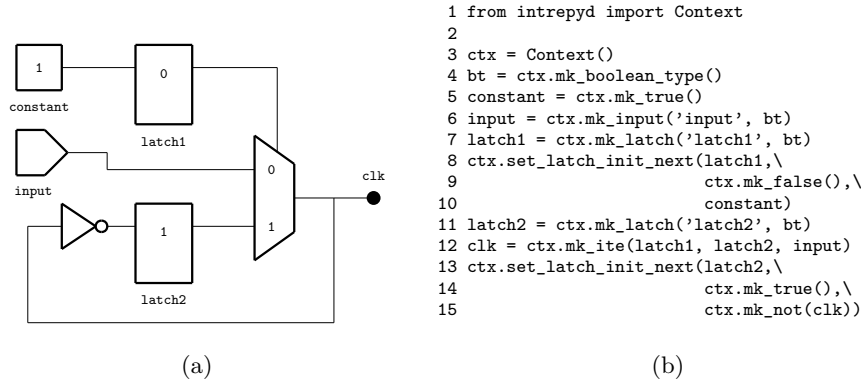 1
constant
input
0
latch1
1
latch2
0
1
clk
(a)
1 from intrepyd import Context
2
3 ctx = Context()
4 bt = ctx.mk_boolean_type()
5 constant = ctx.mk_true()
6 input = ctx.mk_input('input', bt)
7 latch1 = ctx.mk_latch('latch1', bt)
8 ctx.set_latch_init_next(latch1,\
9 ctx.mk_false(),\
10 constant)
11 latch2 = ctx.mk_latch('latch2', bt)
12 clk = ctx.mk_ite(latch1, latch2, input)
13 ctx.set_latch_init_next(latch2,\
14 ctx.mk_true(),\
15 ctx.mk_not(clk))
(b)